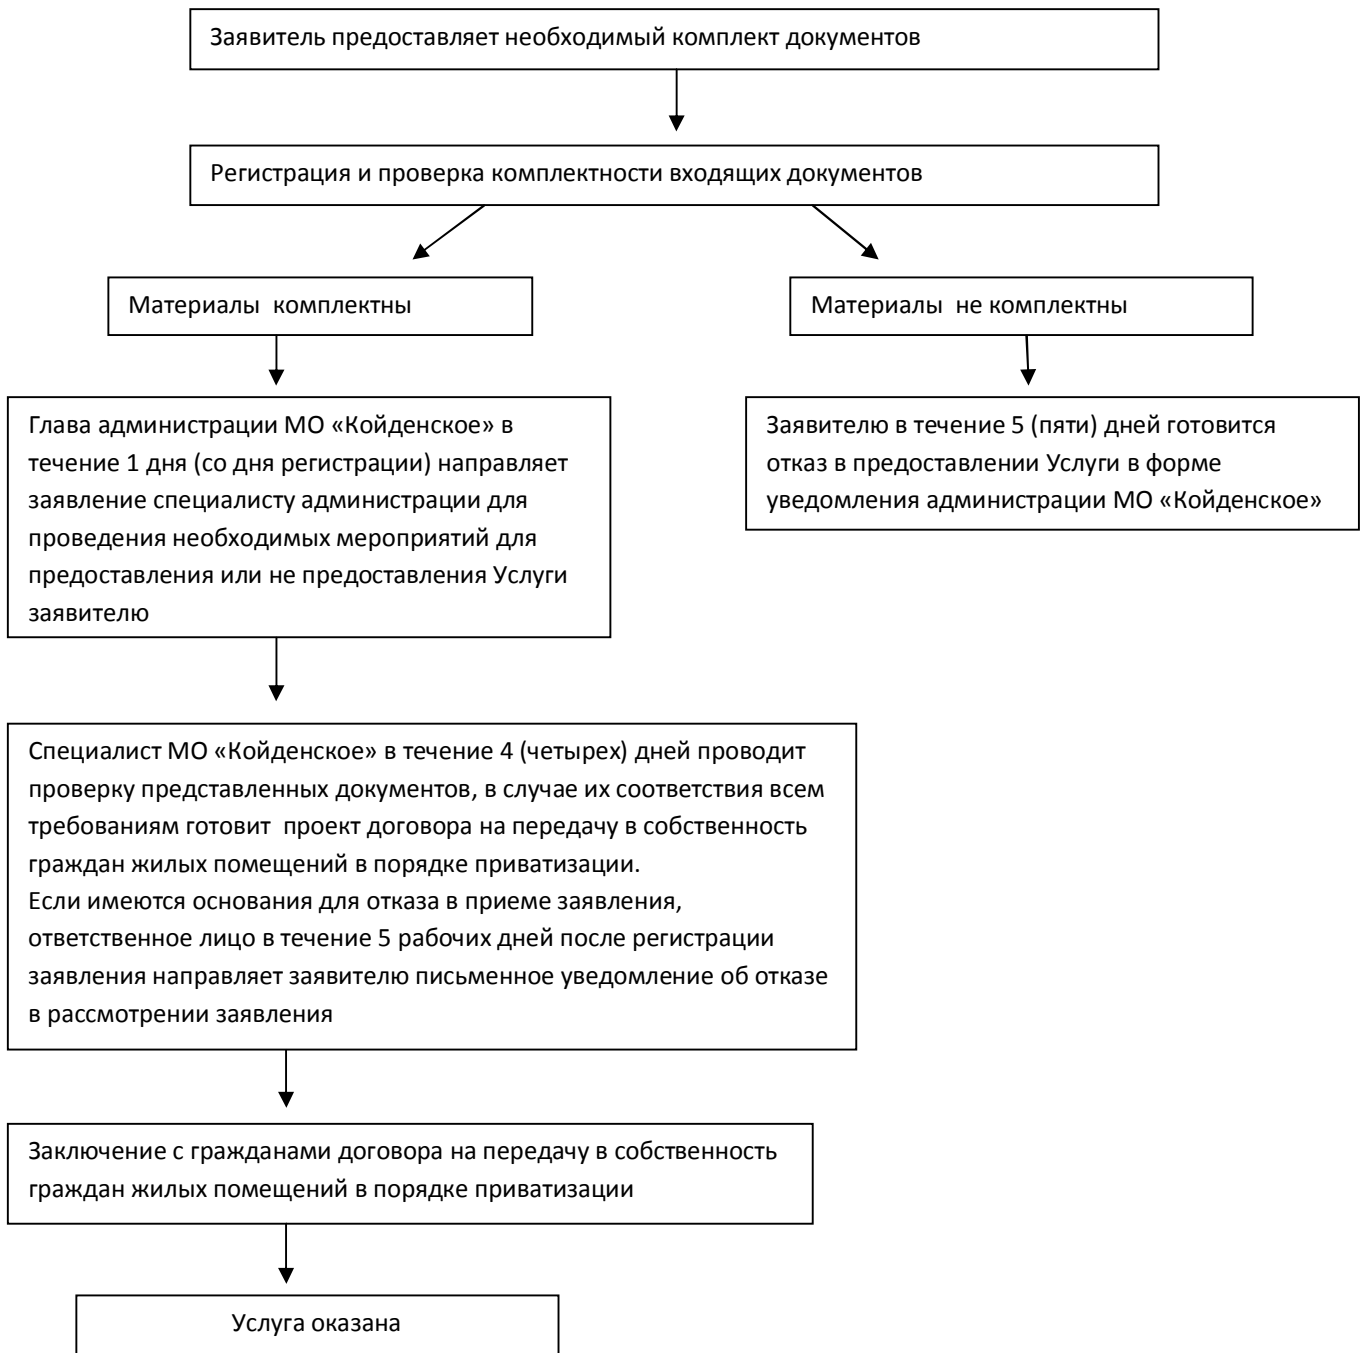 Заявитель предоставляет необходимый комплект документов
Регистрация и проверка комплектности входящих документов
Материалы  комплектны
Материалы  не комплектны
Глава администрации МО «Койденское» в
течение 1 дня (со дня регистрации) направляет
заявление специалисту администрации для
проведения необходимых мероприятий для
предоставления или не предоставления Услуги
заявителю
Заявителю в течение 5 (пяти) дней готовится
отказ в предоставлении Услуги в форме
уведомления администрации МО «Койденское»
Специалист МО «Койденское» в течение 4 (четырех) дней проводит
проверку представленных документов, в случае их соответствия всем
требованиям готовит  проект договора на передачу в собственность
граждан жилых помещений в порядке приватизации.
Если имеются основания для отказа в приеме заявления,
ответственное лицо в течение 5 рабочих дней после регистрации
заявления направляет заявителю письменное уведомление об отказе
в рассмотрении заявления
Заключение с гражданами договора на передачу в собственность
граждан жилых помещений в порядке приватизации
Услуга оказана